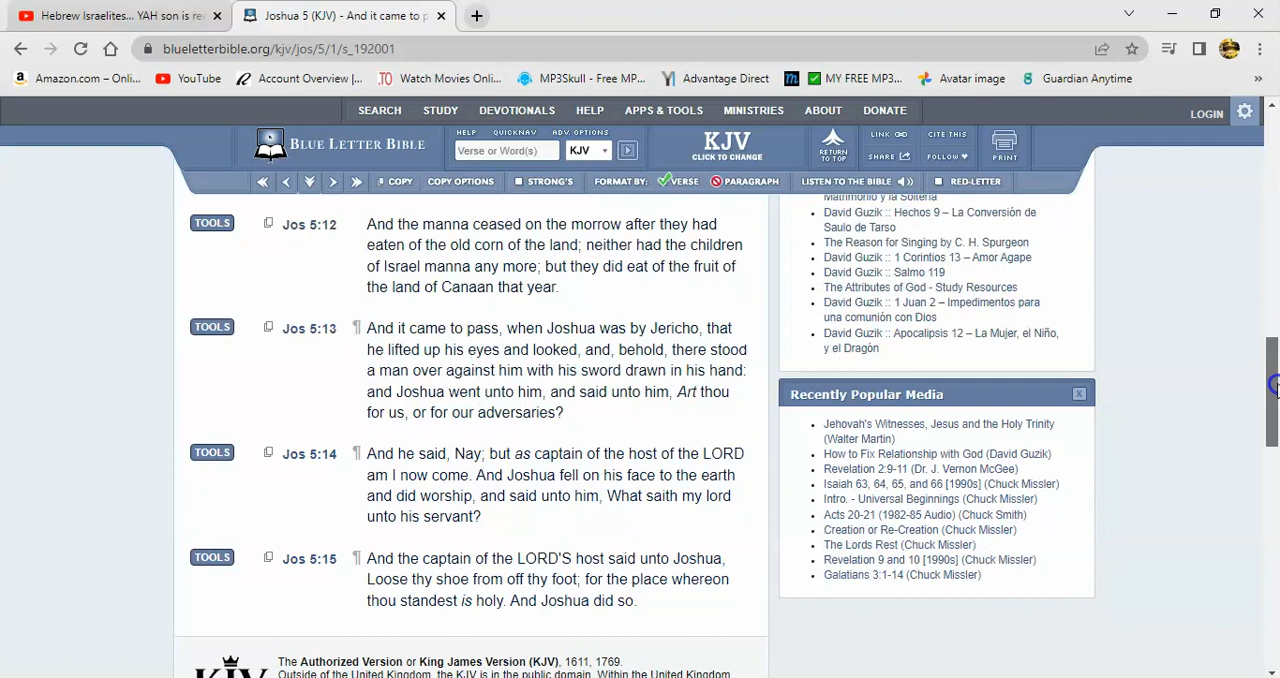 Hebrew Israelites... YAH son is re
Joshua 5 (KJV) - And it came to p
blueletterbible.org/kjv/jos/5/1/s_192001
Amazon.com – Onli...
YouTube
Account Overview |...
Watch Movies Onli...
MP3Skull - Free MP...
Advantage Direct
MY FREE MP3...
Avatar image
Guardian Anytime
»
SEARCH STUDY DEVOTIONALS HELP APPS & TOOLS MINISTRIES ABOUT DONATE
LOGIN
BLUE LETTER BIBLE
HELP QUICKNAV ADV. OPTIONS
Verse or Word(s)
KJV
KJV
CLICK TO CHANGE
RETURN
TO TOP
LINK
CITE THIS
SHARE
FOLLOW
PRINT
COPY COPY OPTIONS STRONG'S FORMAT BY: VERSE PARAGRAPH LISTEN TO THE BIBLE RED-LETTER
TOOLS Jos 5:12 And the manna ceased on the morrow after they had
eaten of the old corn of the land; neither had the children
of Israel manna any more; but they did eat of the fruit of
the land of Canaan that year.
TOOLS Jos 5:13 ¶ And it came to pass, when Joshua was by Jericho, that
he lifted up his eyes and looked, and, behold, there stood
a man over against him with his sword drawn in his hand:
and Joshua went unto him, and said unto him, Art thou
for us, or for our adversaries?
TOOLS Jos 5:14 ¶ And he said, Nay; but as captain of the host of the LORD
am I now come. And Joshua fell on his face to the earth
and did worship, and said unto him, What saith my lord
unto his servant?
TOOLS Jos 5:15 ¶ And the captain of the LORD'S host said unto Joshua,
Loose thy shoe from off thy foot; for the place whereon
thou standest is holy. And Joshua did so.
KJV
The Authorized Version or King James Version (KJV), 1611, 1769.
Outside of the United Kingdom, the KJV is in the public domain. Within the United Kingdom,
Matrimonio y la Soltería
David Guzik :: Hechos 9 – La Conversión de
Saulo de Tarso
The Reason for Singing by C. H. Spurgeon
David Guzik :: 1 Corintios 13 – Amor Agape
David Guzik :: Salmo 119
The Attributes of God - Study Resources
David Guzik :: 1 Juan 2 – Impedimentos para
una comunión con Dios
David Guzik :: Apocalipsis 12 – La Mujer, el Niño,
y el Dragón
Recently Popular Media
x
Jehovah's Witnesses, Jesus and the Holy Trinity
(Walter Martin)
How to Fix Relationship with God (David Guzik)
Revelation 2:9-11 (Dr. J. Vernon McGee)
Isaiah 63, 64, 65, and 66 [1990s] (Chuck Missler)
Intro. - Universal Beginnings (Chuck Missler)
Acts 20-21 (1982-85 Audio) (Chuck Smith)
Creation or Re-Creation (Chuck Missler)
The Lords Rest (Chuck Missler)
Revelation 9 and 10 [1990s] (Chuck Missler)
Galatians 3:1-14 (Chuck Missler)